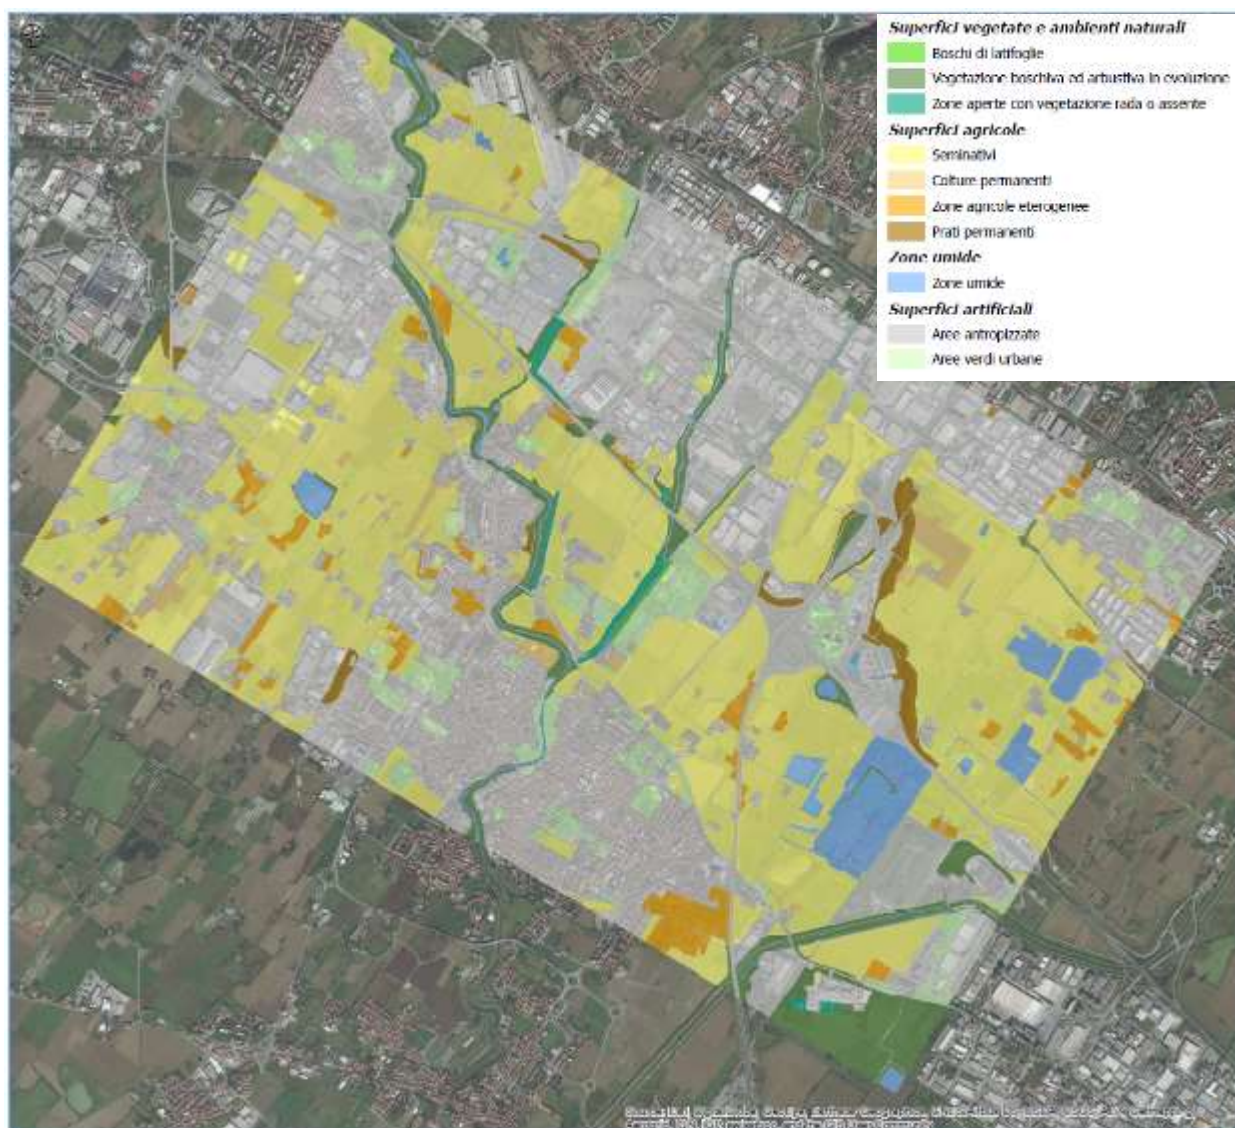 Superfici vegetate e ambienti naturali
Boschi di latifoglie
Vegetazione boschiva ed arbustiva in evoluzione
Zone aperte con vegetazione rada o assente
Superfici agricole
Seminativi
Colture permanenti
Zone agricole eterogenee
Prati permanenti
Zone umide
Zone umide
Superfici artificiali
Aree antropizzate
Aree verdi urbane